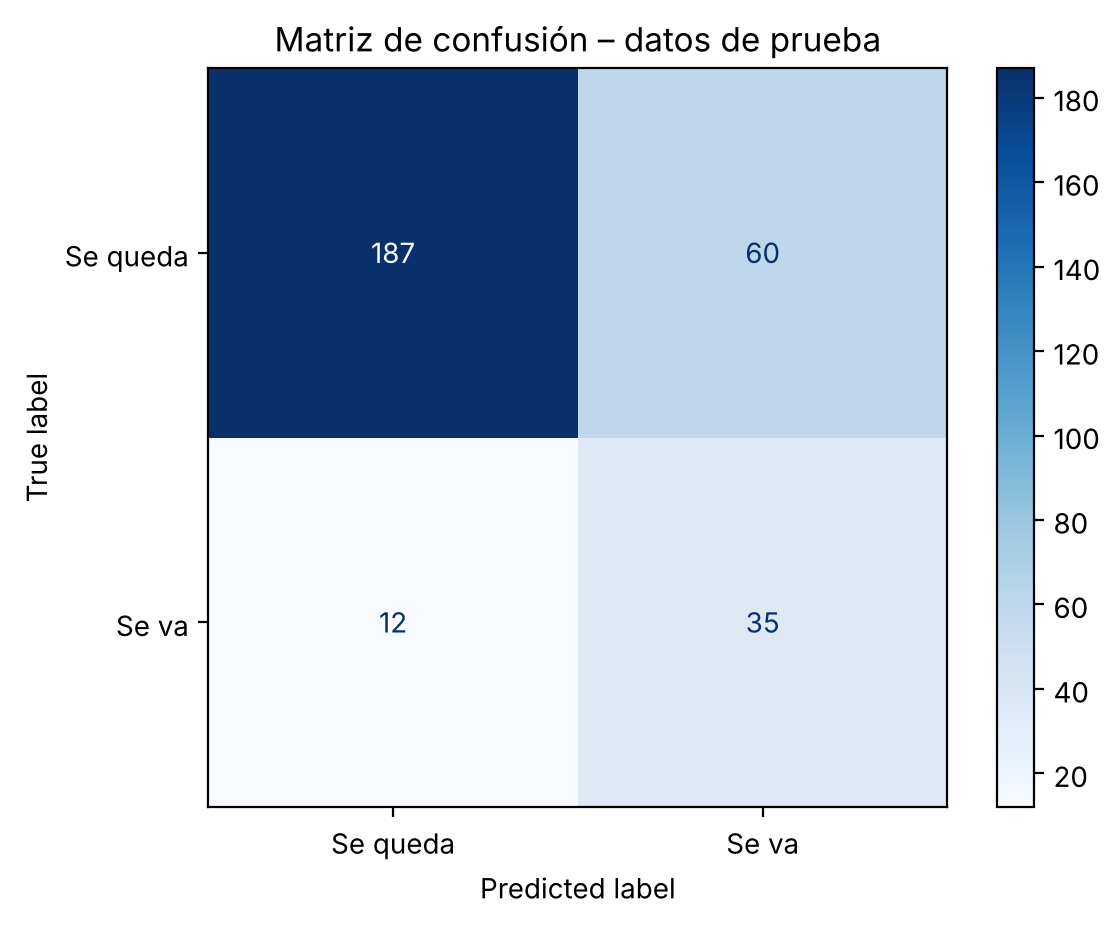 Matriz de confusión – datos de prueba
Se queda
187
60
True label
Se va
12
35
Se queda
Se va
Predicted label
180
160
140
120
100
80
60
40
20